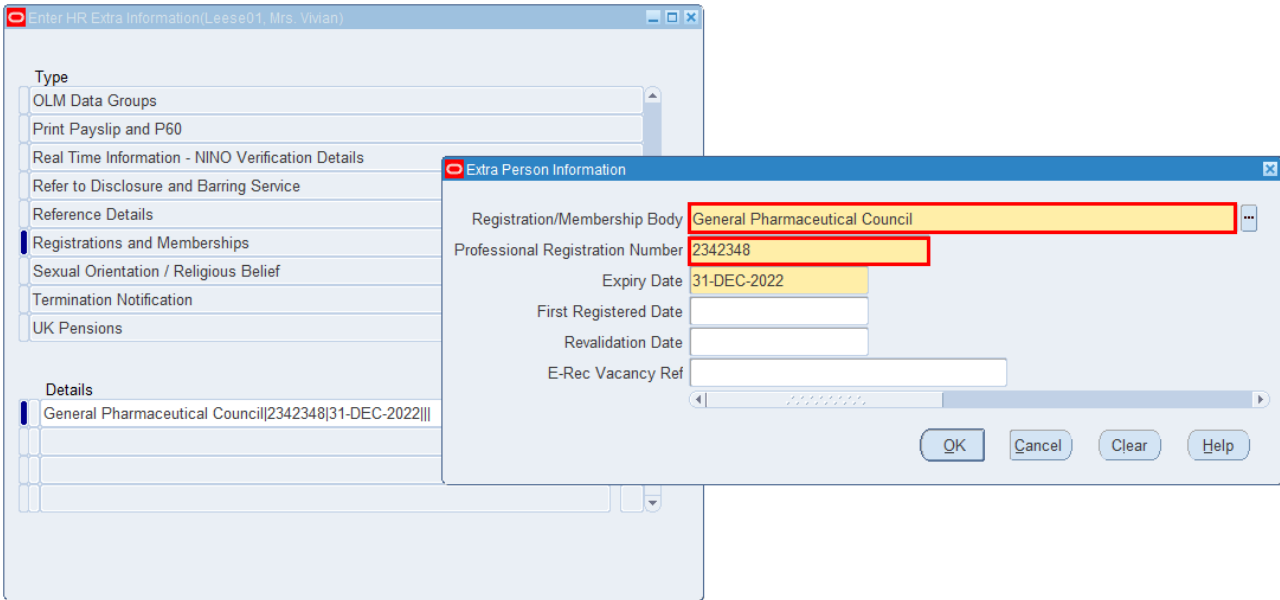 Enter HR Extra Information(Leese01, Mrs. Vivian)
Type
OLM Data Groups
Print Payslip and P60
Real Time Information - NINO Verification Details
Refer to Disclosure and Barring Service
Reference Details
Registrations and Memberships
Sexual Orientation / Religious Belief
Termination Notification
UK Pensions
Details
General Pharmaceutical Council|2342348|31-DEC-2022|||
Extra Person Information
Registration/Membership Body General Pharmaceutical Council ...
Professional Registration Number 2342348
Expiry Date 31-DEC-2022
First Registered Date
Revalidation Date
E-Rec Vacancy Ref
OK Cancel Clear Help